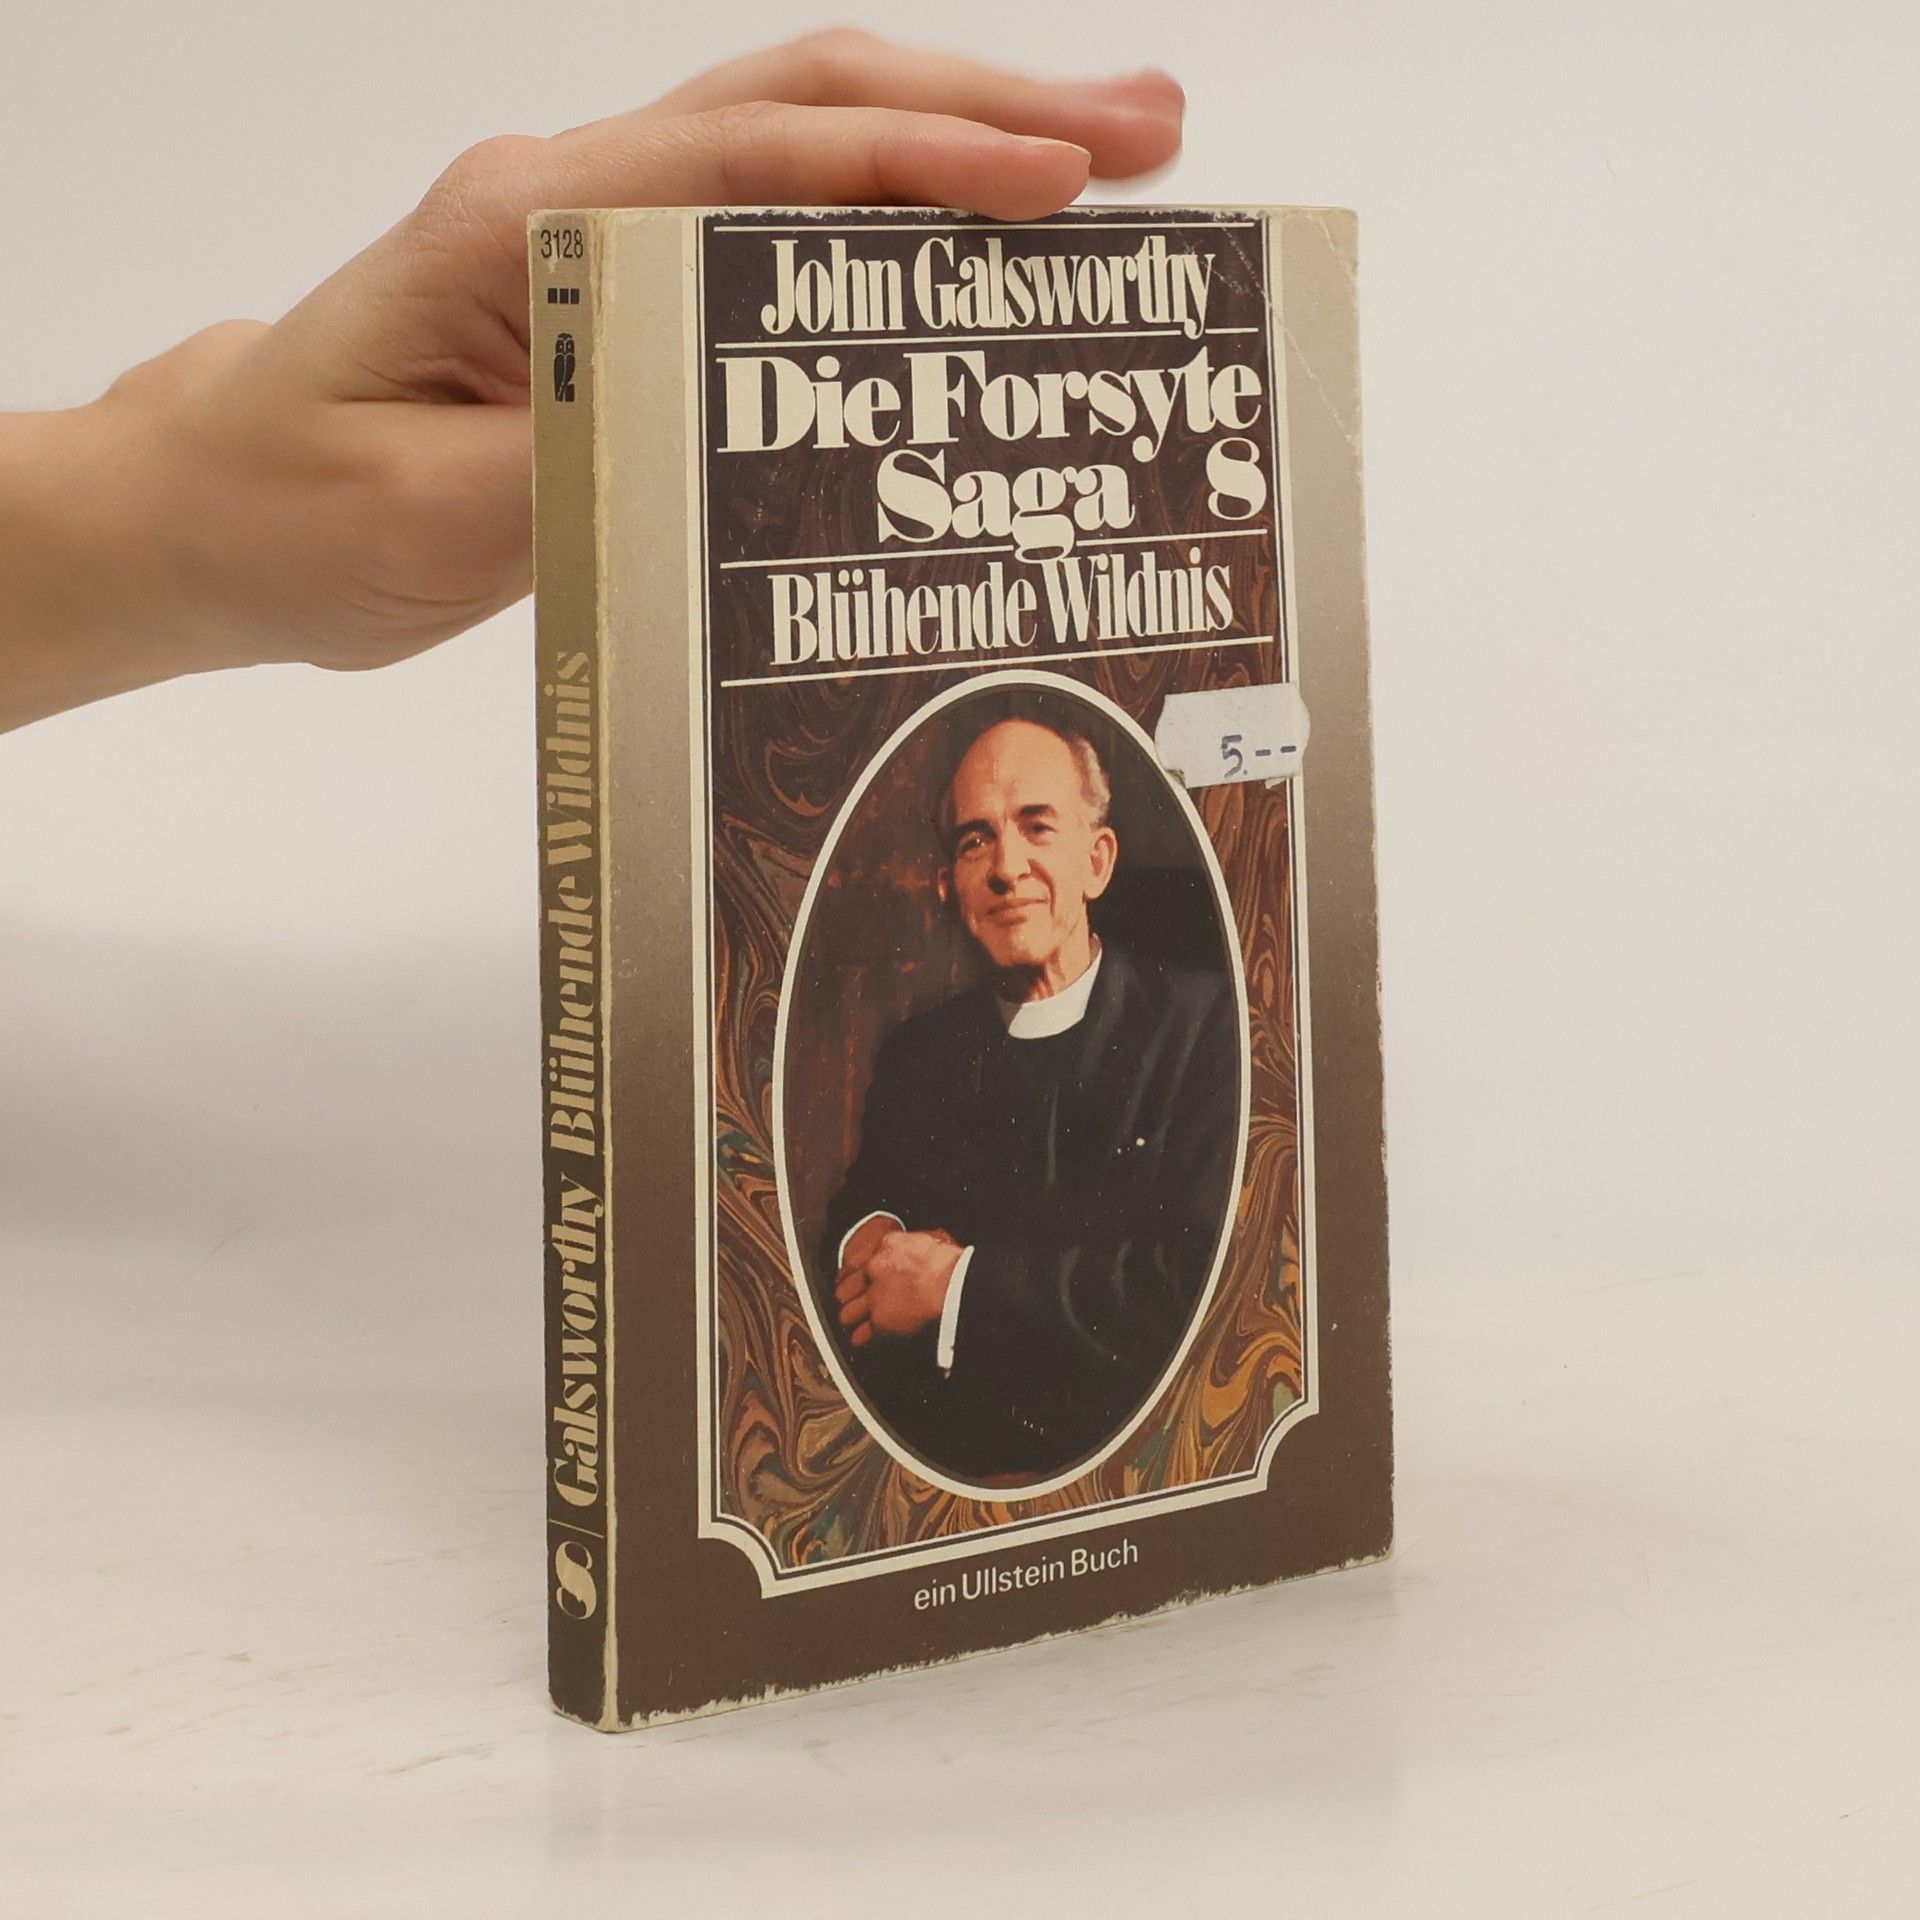 3128
Galsworthy Blühende Wildnis
8
John Galsworthy
Die Forsyte
Saga 8
Blühende Wildnis
5.--
ein Ullstein Buch